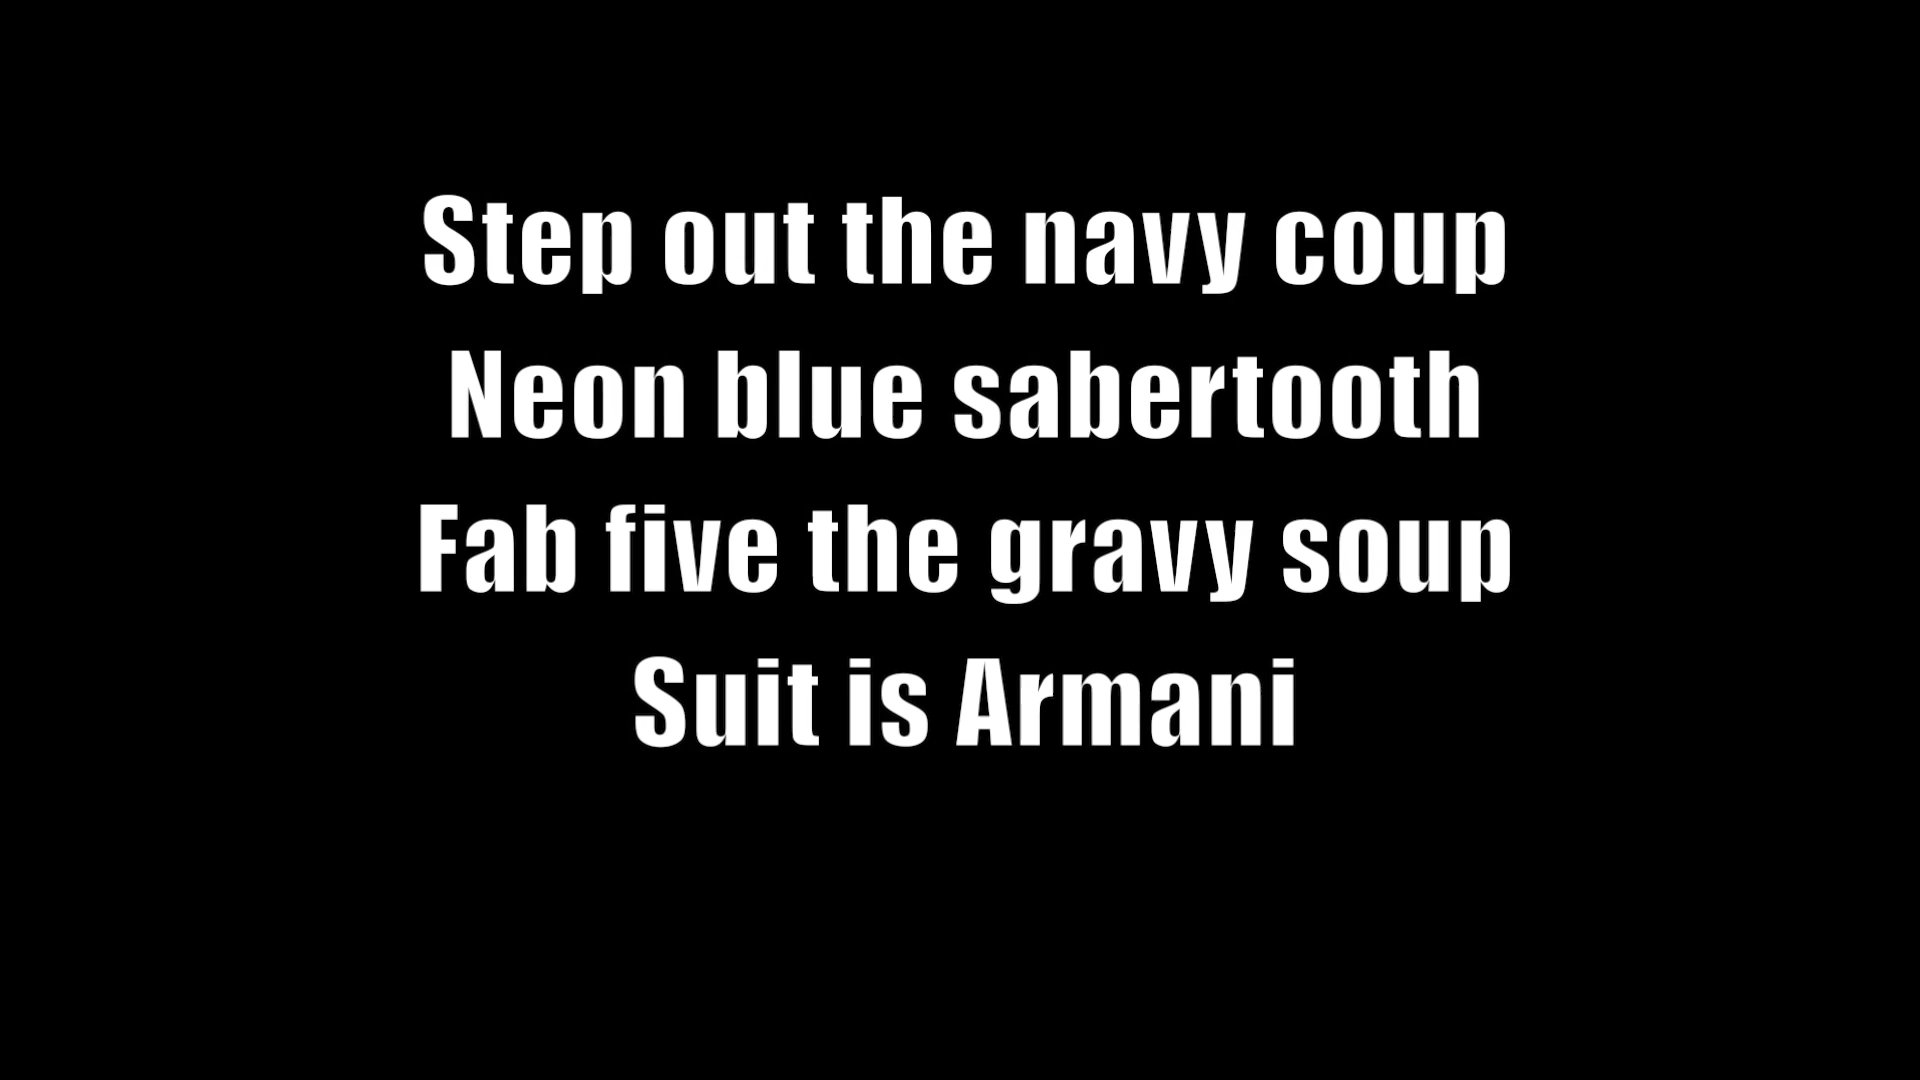 Step out the navy coup
Neon blue sabertooth
Fab five the gravy soup
Suit is Armani